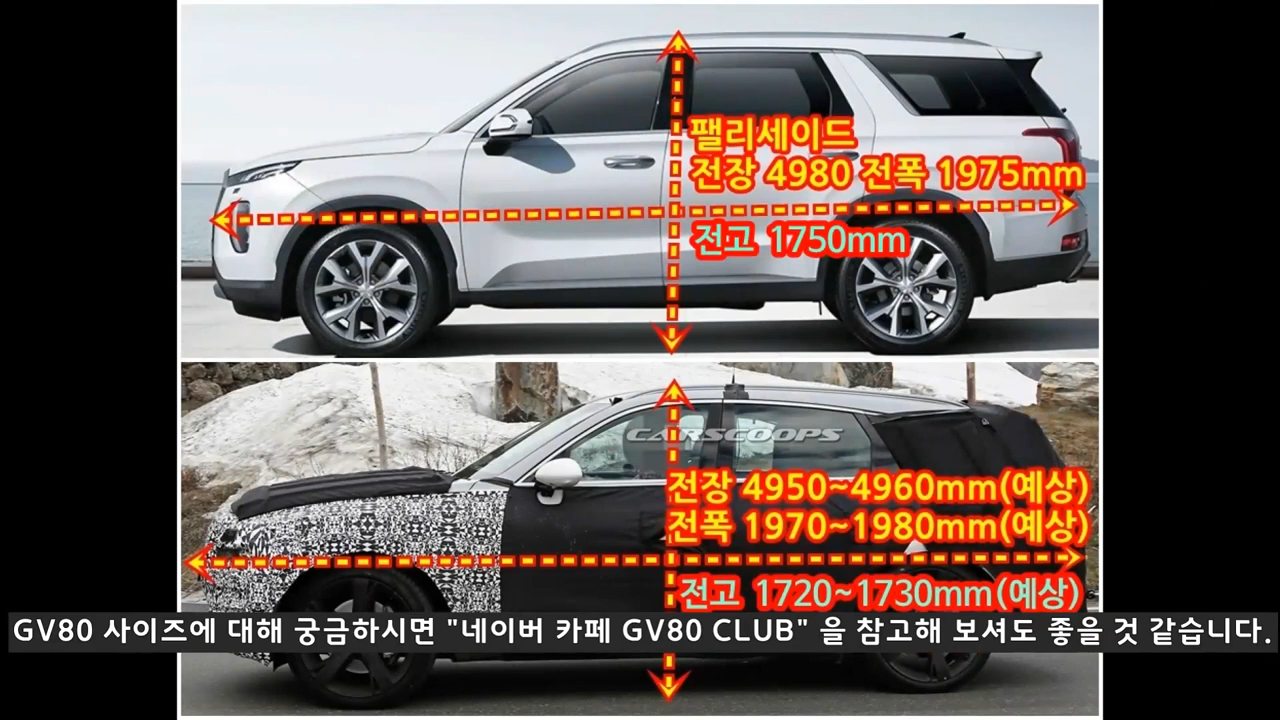 팰리세이드
전장 4980 전폭 1975mm
전고 1750mm
CARSCOOPS
전장 4950~4960mm(예상)
전폭 1970~1980mm(예상)
전고 1720~1730mm(예상)
GV80 사이즈에 대해 궁금하시면 "네이버 카페 GV80 CLUB" 을 참고해 보셔도 좋을 것 같습니다.